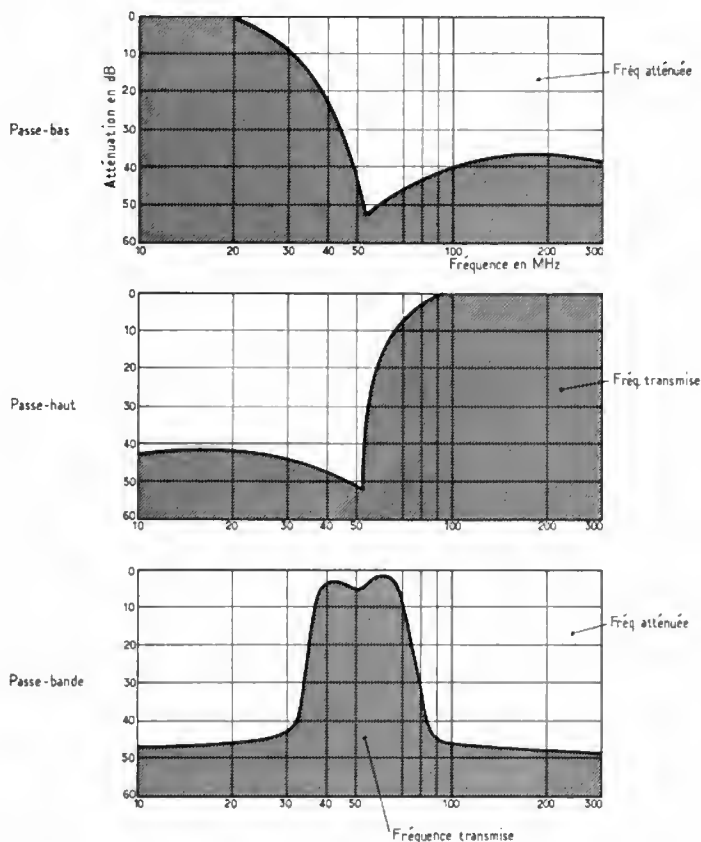 Passe-bas
Atténuation en dB
0
10
20
30
40
50
60
10 20 30 40 50 100 200 300
Fréquence en MHz
Fréq atténuée
Passe-haut
0
10
20
30
40
50
60
10 20 30 40 50 100 200 300
Fréq. transmise
Passe-bande
0
10
20
30
40
50
60
10 20 30 40 50 100 200 300
Fréq atténuée
Fréquence transmise